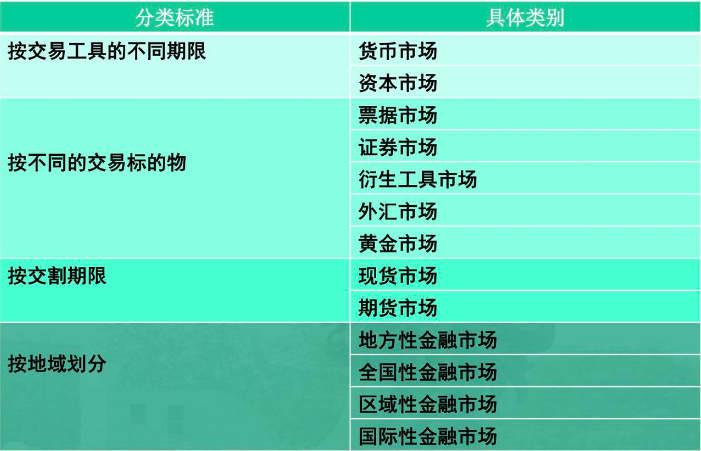 分类标准 具体类别
按交易工具的不同期限 货币市场
资本市场
票据市场
证券市场
按不同的交易标的物
衍生工具市场
外汇市场
黄金市场
按交割期限 现货市场
期货市场
地方性金融市场
按地域划分
全国性金融市场
区域性金融市场
国际性金融市场